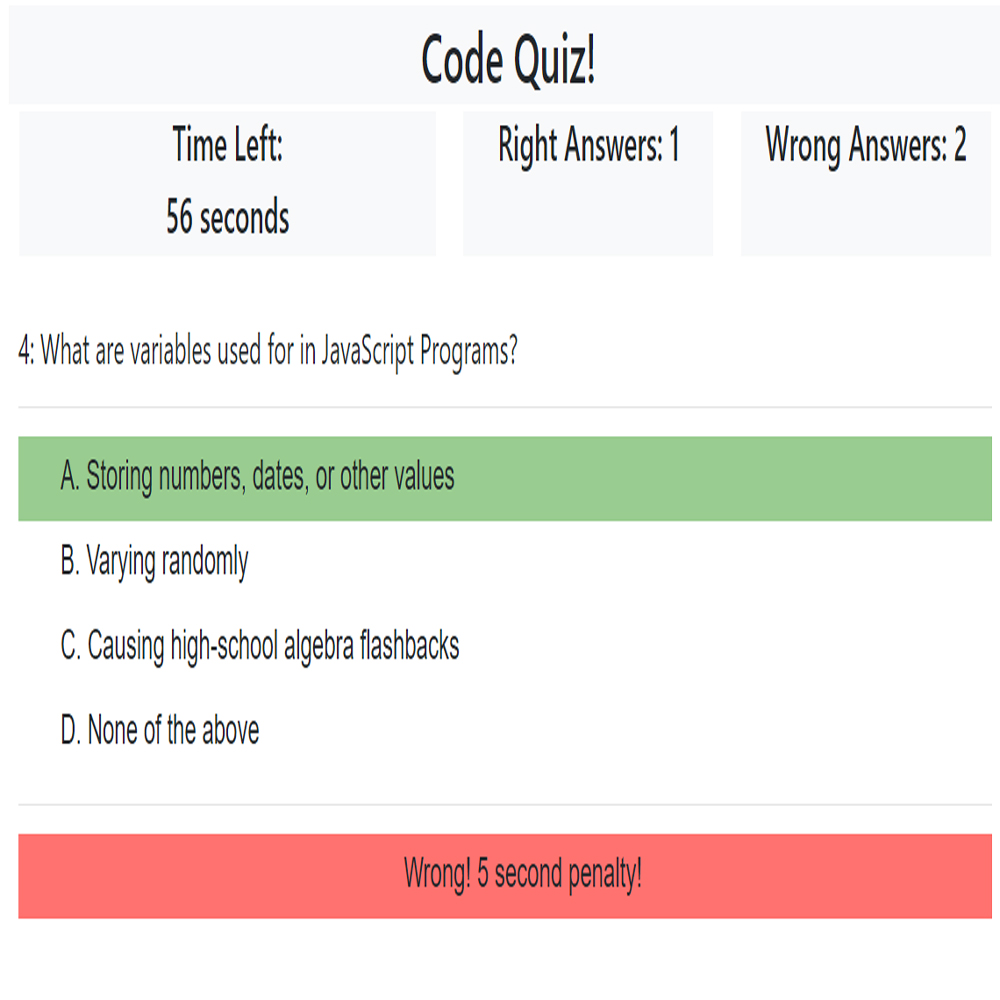 Code Quiz!
Time Left:
56 seconds
Right Answers: 1
Wrong Answers: 2
4: What are variables used for in JavaScript Programs?
A. Storing numbers, dates, or other values
B. Varying randomly
C. Causing high-school algebra flashbacks
D. None of the above
Wrong! 5 second penalty!